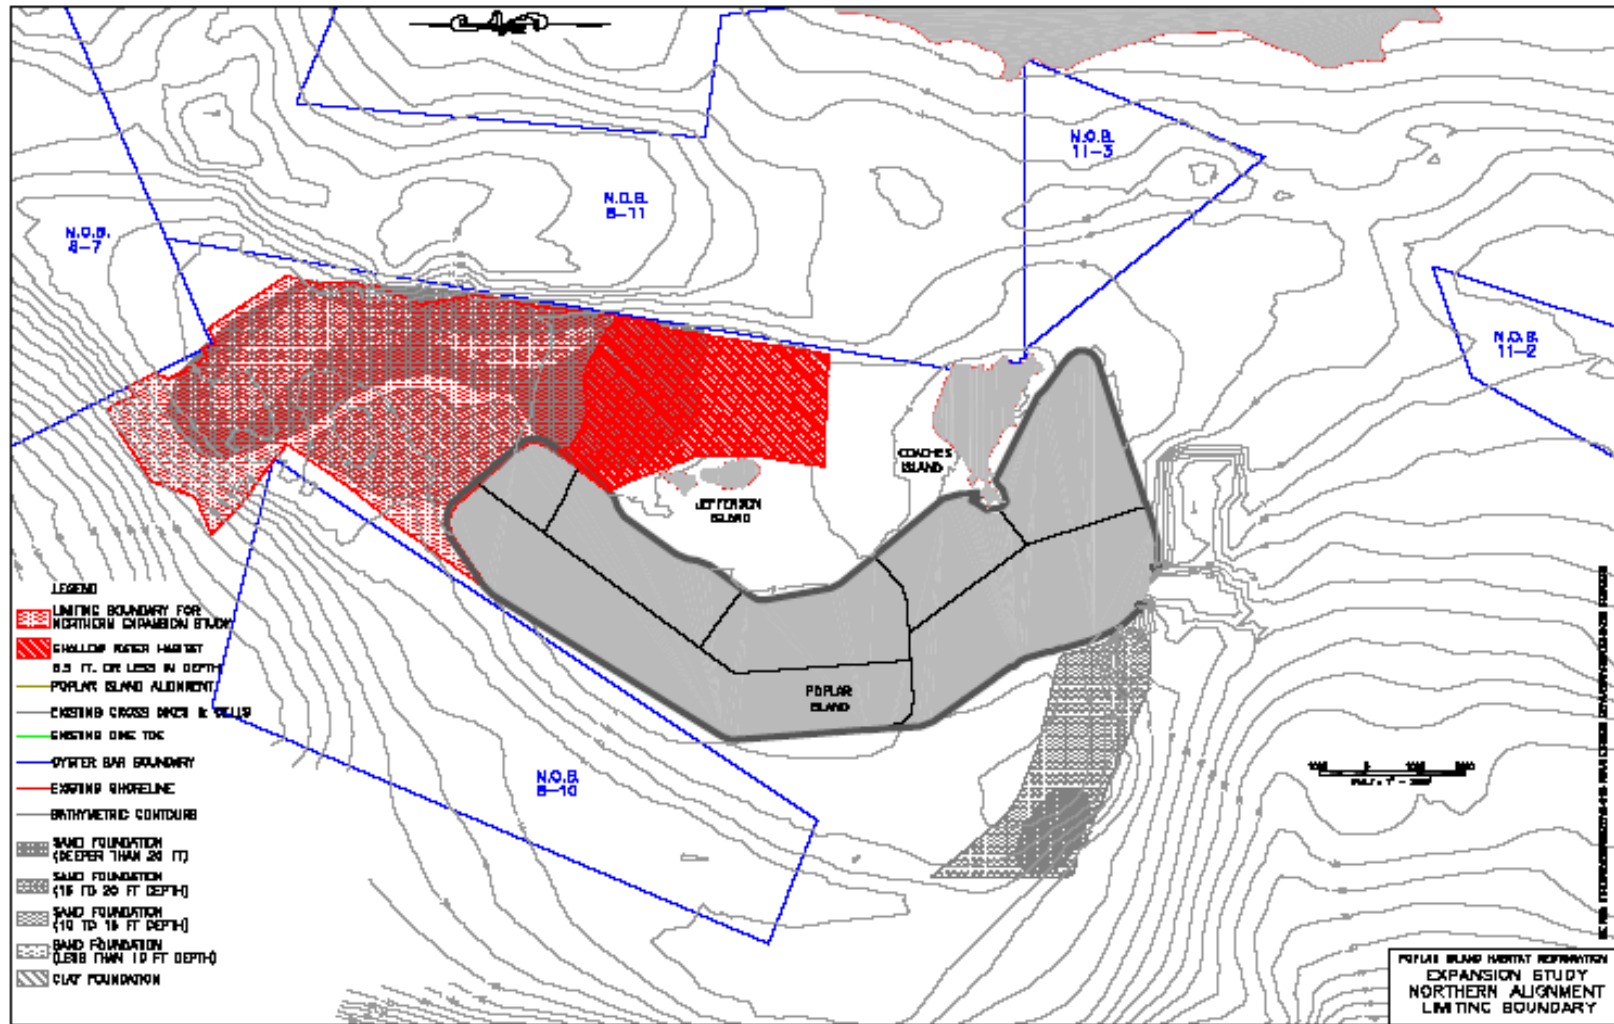 N.O.B.
11-3
N.O.B.
8-11
N.O.B.
8-7
N.O.B.
11-2
COACHES
ISLAND
JEFFERSON
ISLAND
POPLAR
ISLAND
N.O.B.
8-10
LEGEND
LIMITING BOUNDARY FOR
NORTHERN EXPANSION STUDY
SHALLOW WATER HABITAT
FT. OR LESS IN DEPTH
POPLAR ISLAND ALIGNMENT
EXISTING CROSS DIKES & CELLS
EXISTING DIKE TOE
OYSTER BAR BOUNDARY
EXISTING SHORELINE
BATHYMETRIC CONTOURS
SAND FOUNDATION
(DEEPER THAN 20 FT)
SAND FOUNDATION
(15 TO 20 FT DEPTH)
SAND FOUNDATION
(10 TO 15 FT DEPTH)
SAND FOUNDATION
(LESS THAN 10 FT DEPTH)
CLAY FOUNDATION
POPLAR ISLAND HABITAT RESTORATION
EXPANSION STUDY
NORTHERN ALIGNMENT
LIMITING BOUNDARY